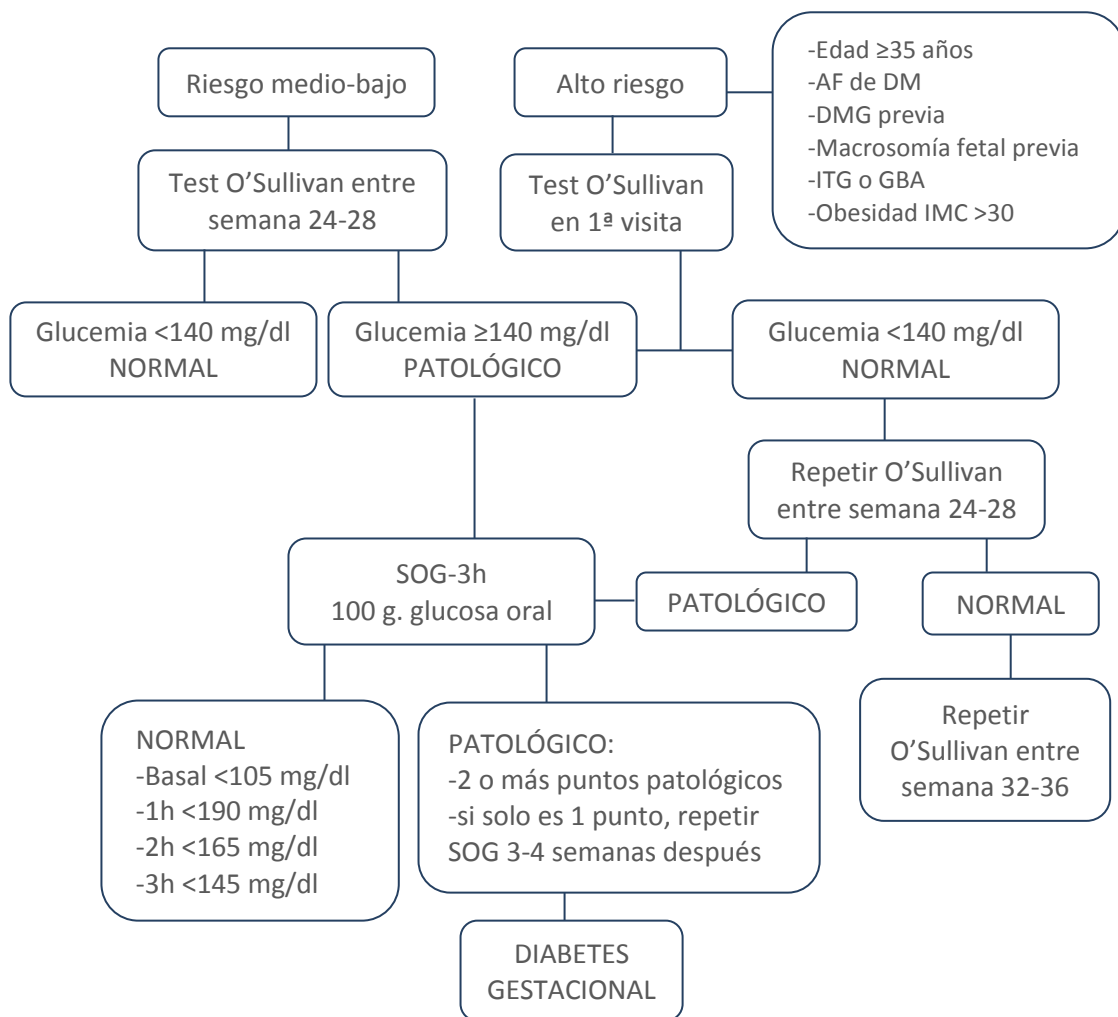 Riesgo medio-bajo
Alto riesgo
-Edad ≥35 años
-AF de DM
-DMG previa
-Macrosomía fetal previa
-ITG o GBA
-Obesidad IMC >30
Test O’Sullivan entre
semana 24-28
Test O’Sullivan
en 1ª visita
Glucemia <140 mg/dl
NORMAL
Glucemia ≥140 mg/dl
PATOLÓGICO
Glucemia <140 mg/dl
NORMAL
Repetir O’Sullivan
entre semana 24-28
SOG-3h
100 g. glucosa oral
PATOLÓGICO
NORMAL
NORMAL
-Basal <105 mg/dl
-1h <190 mg/dl
-2h <165 mg/dl
-3h <145 mg/dl
PATOLÓGICO:
-2 o más puntos patológicos
-si solo es 1 punto, repetir
SOG 3-4 semanas después
Repetir
O’Sullivan entre
semana 32-36
DIABETES
GESTACIONAL